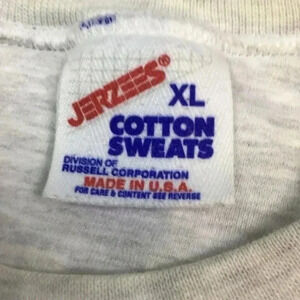 JERZEES®
XL
COTTON
SWEATS
DIVISION OF
RUSSELL CORPORATION
MADE IN U.S.A.
FOR CARE & CONTENT SEE REVERSE